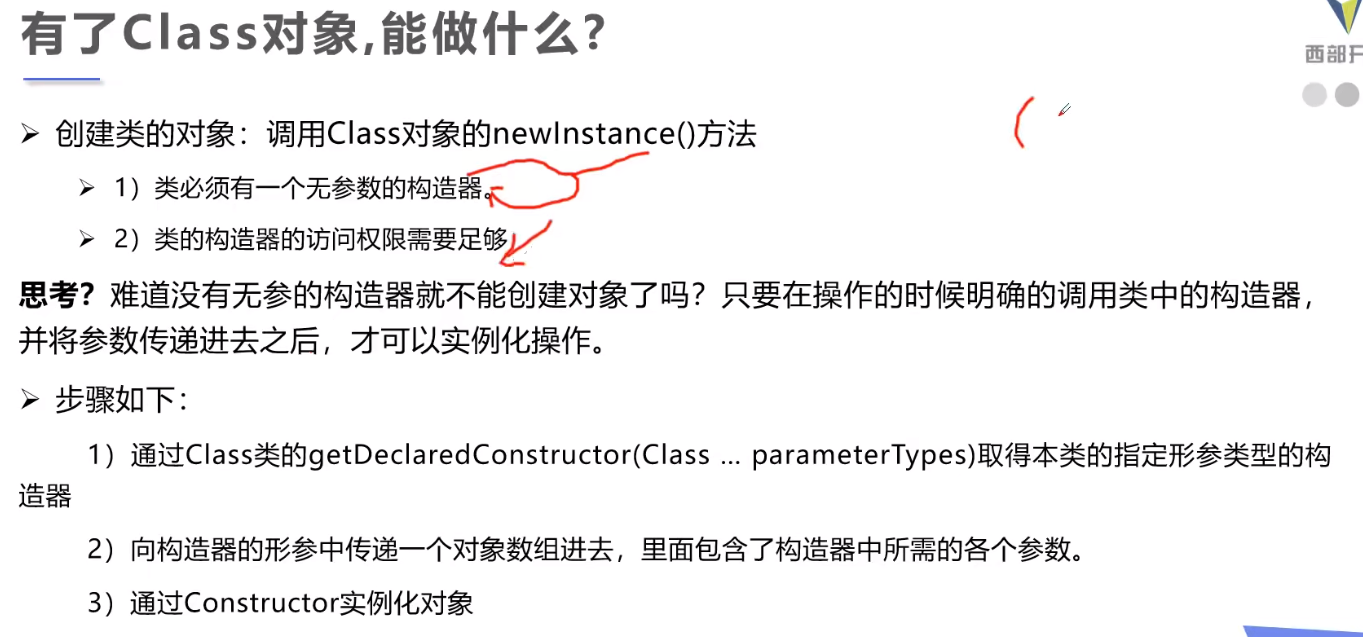 有了Class对象,能做什么?
西部开
➢ 创建类的对象：调用Class对象的newInstance()方法
➢ 1）类必须有一个无参数的构造器。
➢ 2）类的构造器的访问权限需要足够
思考？难道没有无参的构造器就不能创建对象了吗？只要在操作的时候明确的调用类中的构造器，
并将参数传递进去之后，才可以实例化操作。
➢ 步骤如下：
1）通过Class类的getDeclaredConstructor(Class … parameterTypes)取得本类的指定形参类型的构
造器
2）向构造器的形参中传递一个对象数组进去，里面包含了构造器中所需的各个参数。
3）通过Constructor实例化对象